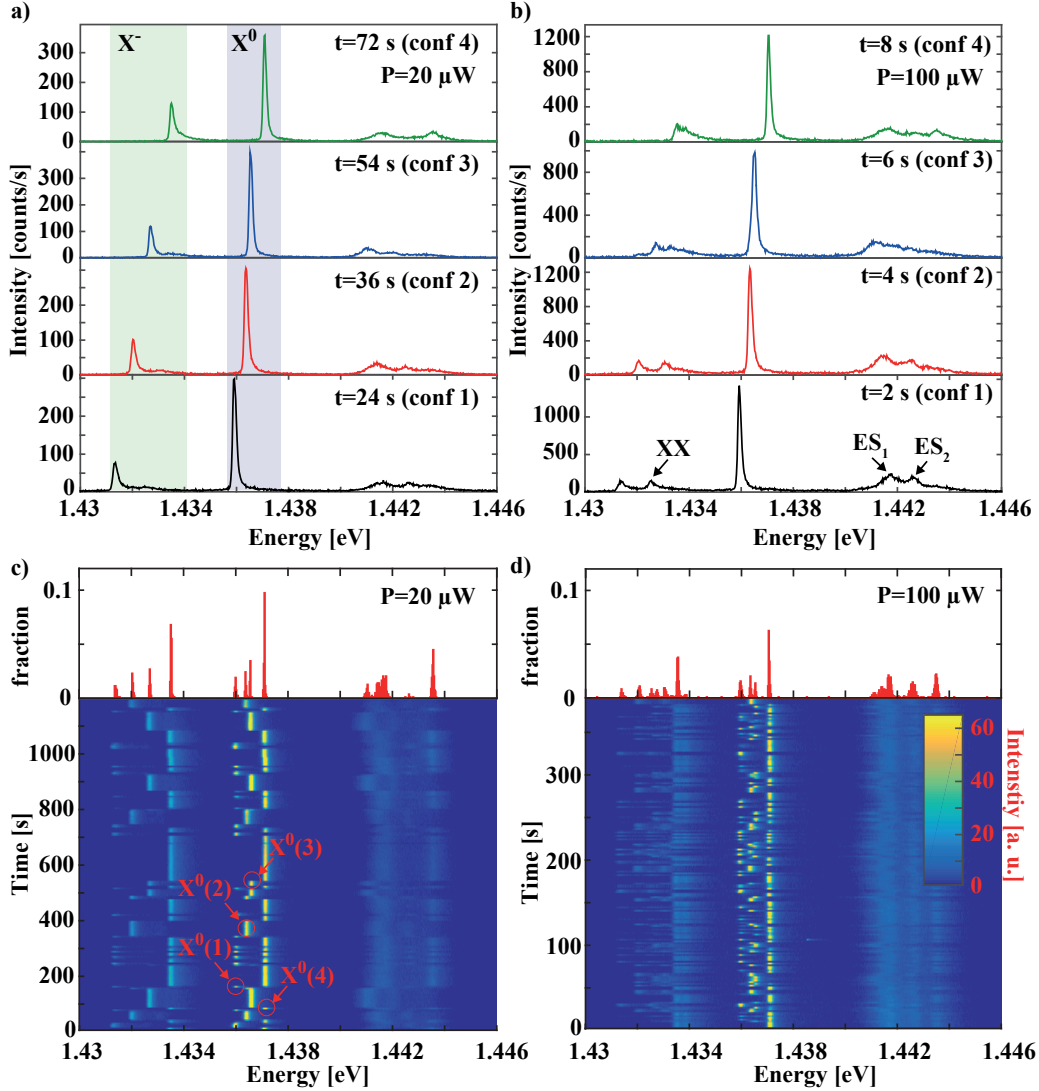 a)
X⁻
X⁰
t=72 s (conf 4)
P=20 µW
300
200
100
0
t=54 s (conf 3)
300
200
100
0
t=36 s (conf 2)
200
100
0
t=24 s (conf 1)
200
100
0
Intensity [counts/s]
1.43 1.434 1.438 1.442 1.446
Energy [eV]
b)
t=8 s (conf 4)
P=100 µW
1200
800
400
0
t=6 s (conf 3)
800
400
0
t=4 s (conf 2)
1200
800
400
0
t=2 s (conf 1)
XX
ES₁
ES₂
1000
500
0
Intensity [counts/s]
1.43 1.434 1.438 1.442 1.446
Energy [eV]
c)
P=20 µW
0.1
0
fraction
1000
800
600
400
200
0
Time [s]
X⁰(3)
X⁰(2)
X⁰(1)
X⁰(4)
1.43 1.434 1.438 1.442 1.446
Energy [eV]
d)
P=100 µW
0.1
0
fraction
300
200
100
0
Time [s]
60
40
20
0
Intenstiy [a. u.]
1.43 1.434 1.438 1.442 1.446
Energy [eV]